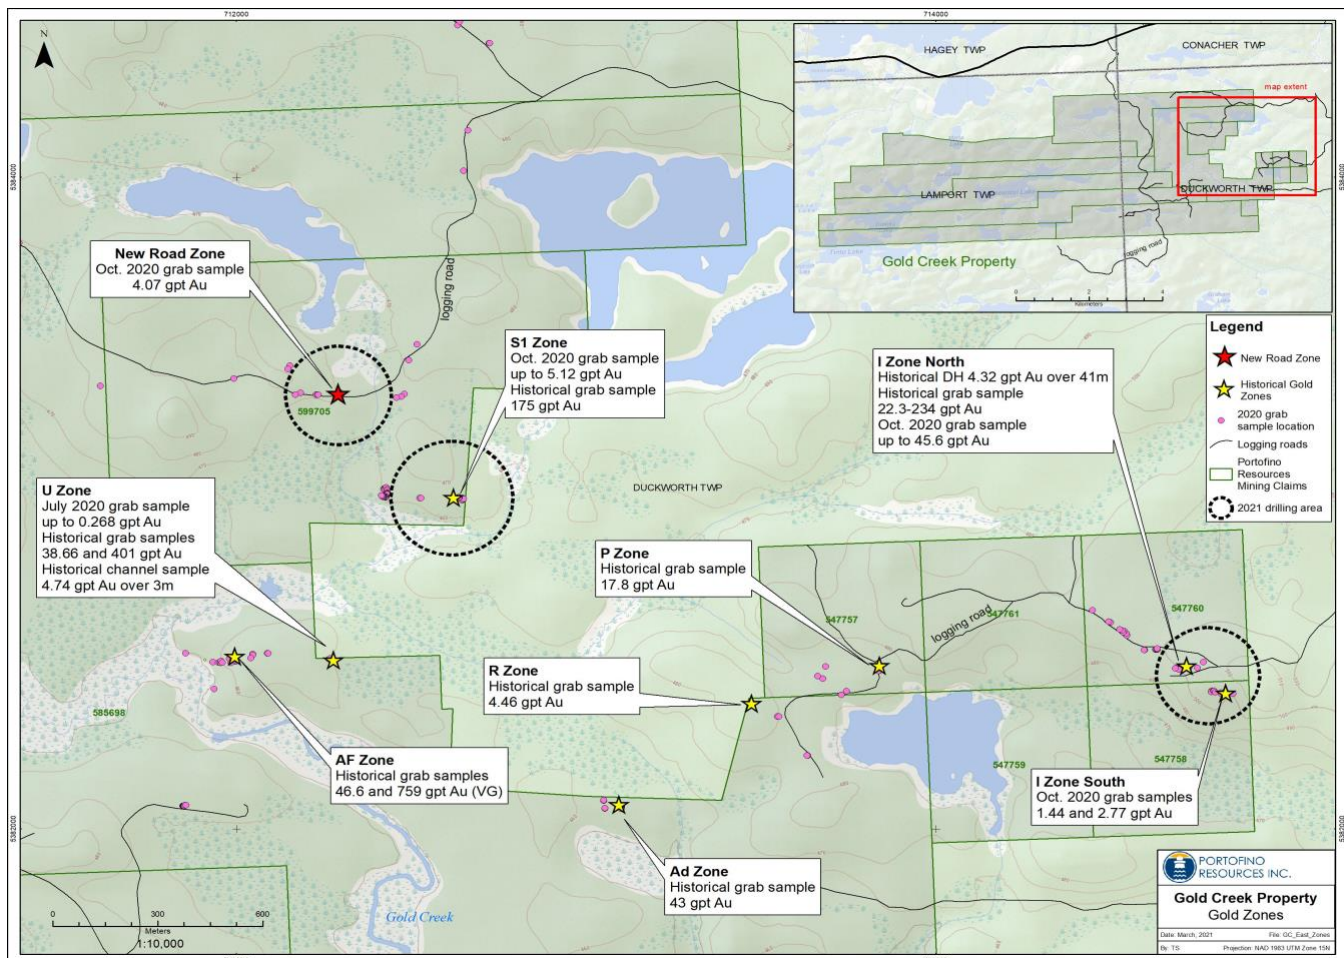 712000
714000
N
5384000
5384000
HAGEY TWP
CONACHER TWP
map extent
LAMPORT TWP
DUCKWORTH TWP
logging road
Gold Creek Property
0 2 4
Kilometers
New Road Zone
Oct. 2020 grab sample
4.07 gpt Au
logging road
S1 Zone
Oct. 2020 grab sample
up to 5.12 gpt Au
Historical grab sample
175 gpt Au
I Zone North
Historical DH 4.32 gpt Au over 41m
Historical grab sample
22.3-234 gpt Au
Oct. 2020 grab sample
up to 45.6 gpt Au
Legend
New Road Zone
Historical Gold
Zones
2020 grab
sample location
Logging roads
Portofino
Resources
Mining Claims
2021 drilling area
599705
DUCKWORTH TWP
U Zone
July 2020 grab sample
up to 0.268 gpt Au
Historical grab samples
38.66 and 401 gpt Au
Historical channel sample
4.74 gpt Au over 3m
P Zone
Historical grab sample
17.8 gpt Au
547757
logging road
547761
547760
R Zone
Historical grab sample
4.46 gpt Au
585698
AF Zone
Historical grab samples
46.6 and 759 gpt Au (VG)
547759
547758
I Zone South
Oct. 2020 grab samples
1.44 and 2.77 gpt Au
5382000
5382000
Ad Zone
Historical grab sample
43 gpt Au
Gold Creek
0 300 600
Meters
1:10,000
PORTOFINO
RESOURCES INC.
Gold Creek Property
Gold Zones
Date: March_2021 File: GC_East_Zones
By: TS Projection: NAD 1983 UTM Zone 15N